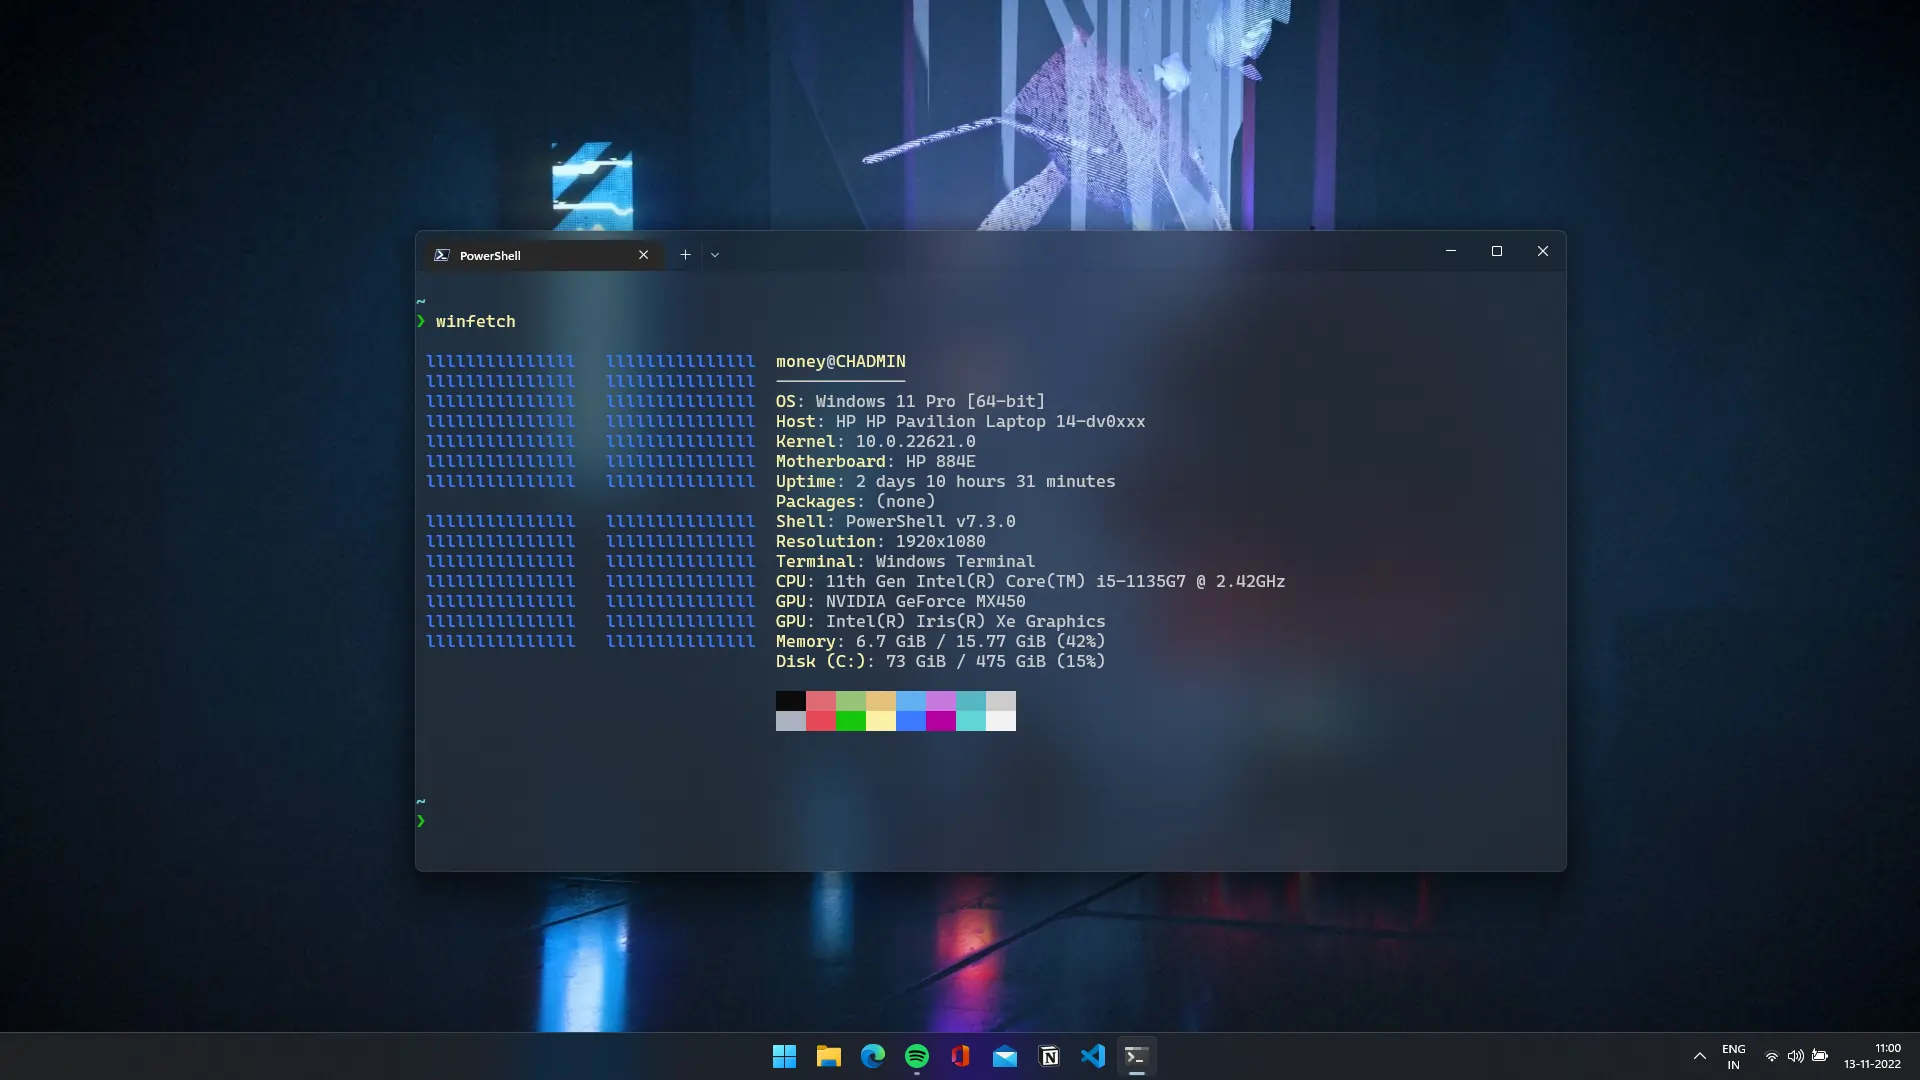 PowerShell
~
❯ winfetch
lllllllllllllll   lllllllllllllll  money@CHADMIN
lllllllllllllll   lllllllllllllll  ─────────────
lllllllllllllll   lllllllllllllll  OS: Windows 11 Pro [64-bit]
lllllllllllllll   lllllllllllllll  Host: HP HP Pavilion Laptop 14-dv0xxx
lllllllllllllll   lllllllllllllll  Kernel: 10.0.22621.0
lllllllllllllll   lllllllllllllll  Motherboard: HP 884E
lllllllllllllll   lllllllllllllll  Uptime: 2 days 10 hours 31 minutes
Packages: (none)
lllllllllllllll   lllllllllllllll  Shell: PowerShell v7.3.0
lllllllllllllll   lllllllllllllll  Resolution: 1920x1080
lllllllllllllll   lllllllllllllll  Terminal: Windows Terminal
lllllllllllllll   lllllllllllllll  CPU: 11th Gen Intel(R) Core(TM) i5-1135G7 @ 2.42GHz
lllllllllllllll   lllllllllllllll  GPU: NVIDIA GeForce MX450
lllllllllllllll   lllllllllllllll  GPU: Intel(R) Iris(R) Xe Graphics
lllllllllllllll   lllllllllllllll  Memory: 6.7 GiB / 15.77 GiB (42%)
Disk (C:): 73 GiB / 475 GiB (15%)
~
❯
ENG
IN
11:00
13-11-2022